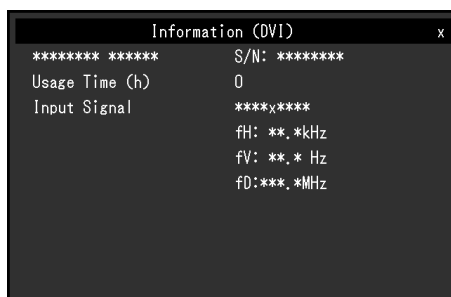 Information (DVI) x
******** ****** S/N: ********
Usage Time (h) 0
Input Signal ****x****
fH: **.*kHz
fV: **.* Hz
fD:***.*MHz